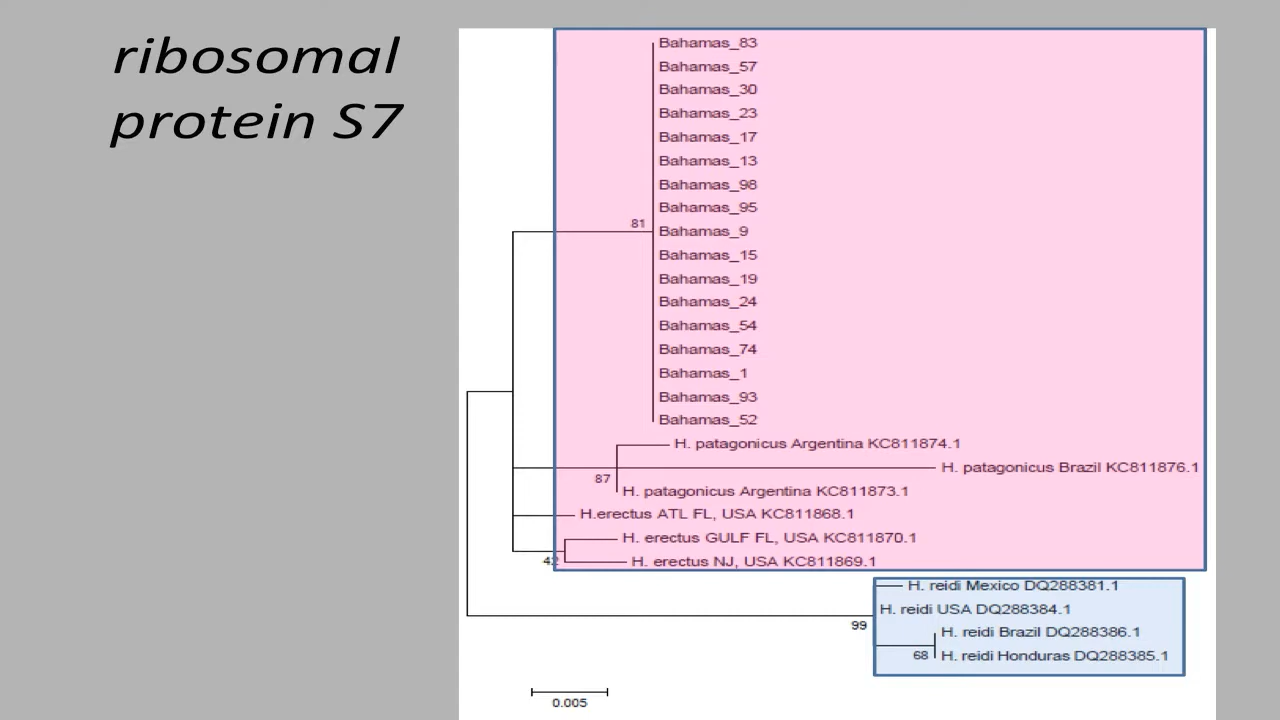 ribosomal
protein S7
Bahamas_83
Bahamas_57
Bahamas_30
Bahamas_23
Bahamas_17
Bahamas_13
Bahamas_98
Bahamas_95
81
Bahamas_9
Bahamas_15
Bahamas_19
Bahamas_24
Bahamas_54
Bahamas_74
Bahamas_1
Bahamas_93
Bahamas_52
H. patagonicus Argentina KC811874.1
H. patagonicus Brazil KC811876.1
87
H. patagonicus Argentina KC811873.1
H.erectus ATL FL, USA KC811868.1
H. erectus GULF FL, USA KC811870.1
42
H. erectus NJ, USA KC811869.1
H. reidi Mexico DQ288381.1
H. reidi USA DQ288384.1
99
H. reidi Brazil DQ288386.1
68
H. reidi Honduras DQ288385.1
0.005